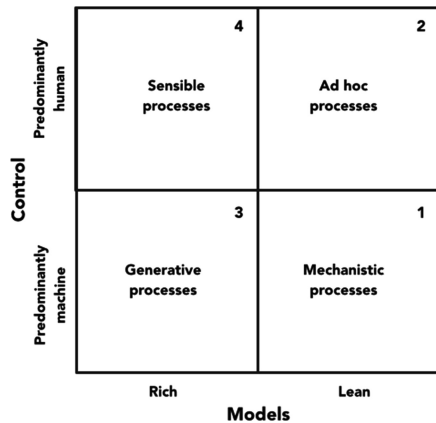 4
Sensible
processes
2
Ad hoc
processes
3
Generative
processes
1
Mechanistic
processes
Control
Predominantly
human
Predominantly
machine
Rich
Lean
Models